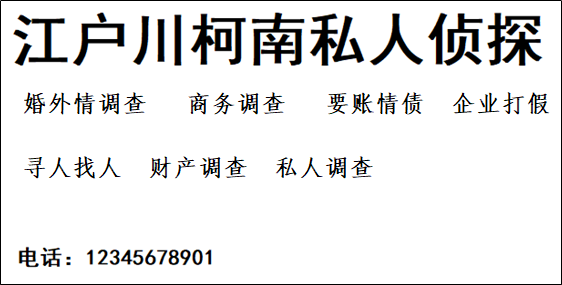 江户川柯南私人侦探
婚外情调查 商务调查 要账情债 企业打假
寻人找人 财产调查 私人调查
电话：12345678901